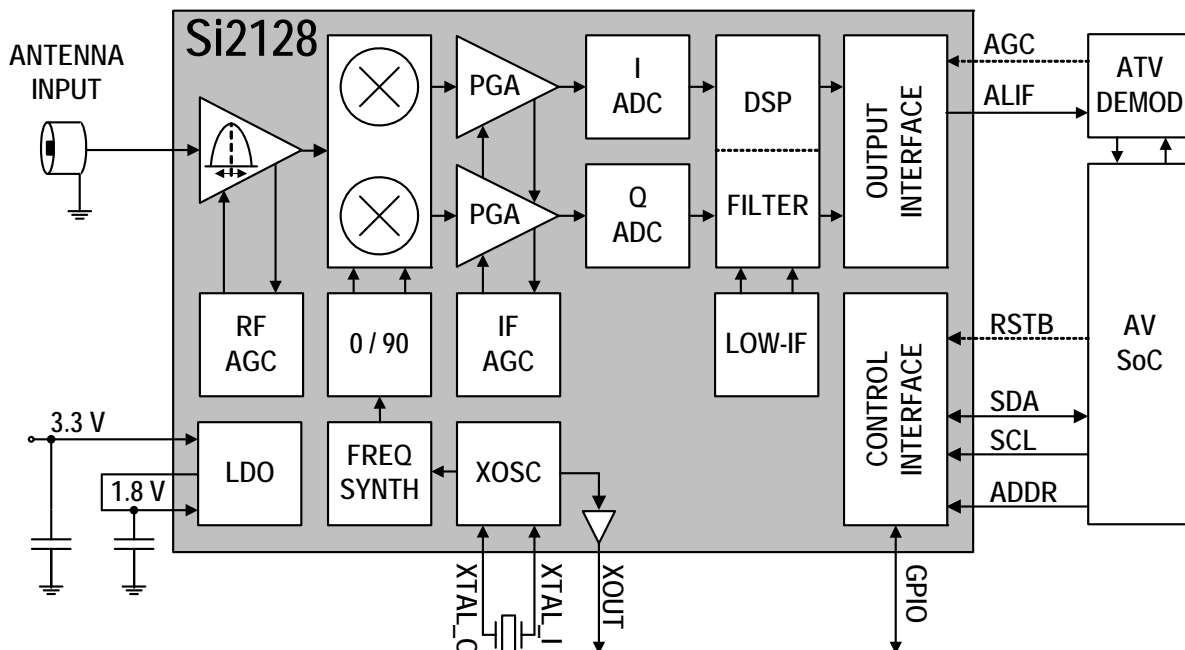 Si2128
ANTENNA
INPUT
PGA
I
ADC
DSP
OUTPUT
INTERFACE
AGC
ALIF
ATV
DEMOD
PGA
Q
ADC
FILTER
RF
AGC
0 / 90
IF
AGC
LOW-IF
CONTROL
INTERFACE
RSTB
SDA
SCL
ADDR
AV
SoC
3.3 V
1.8 V
LDO
FREQ
SYNTH
XOSC
XTAL_O
XTAL_I
XOUT
GPIO